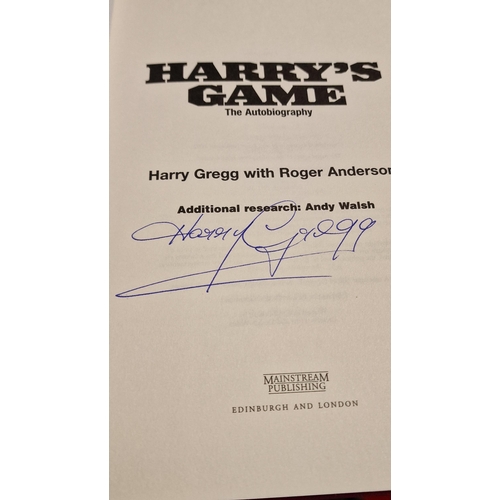 HARRY'S
GAME
The Autobiography
Harry Gregg with Roger Anderson
Additional research: Andy Walsh
Harry Gregg
MAINSTREAM
PUBLISHING
EDINBURGH AND LONDON